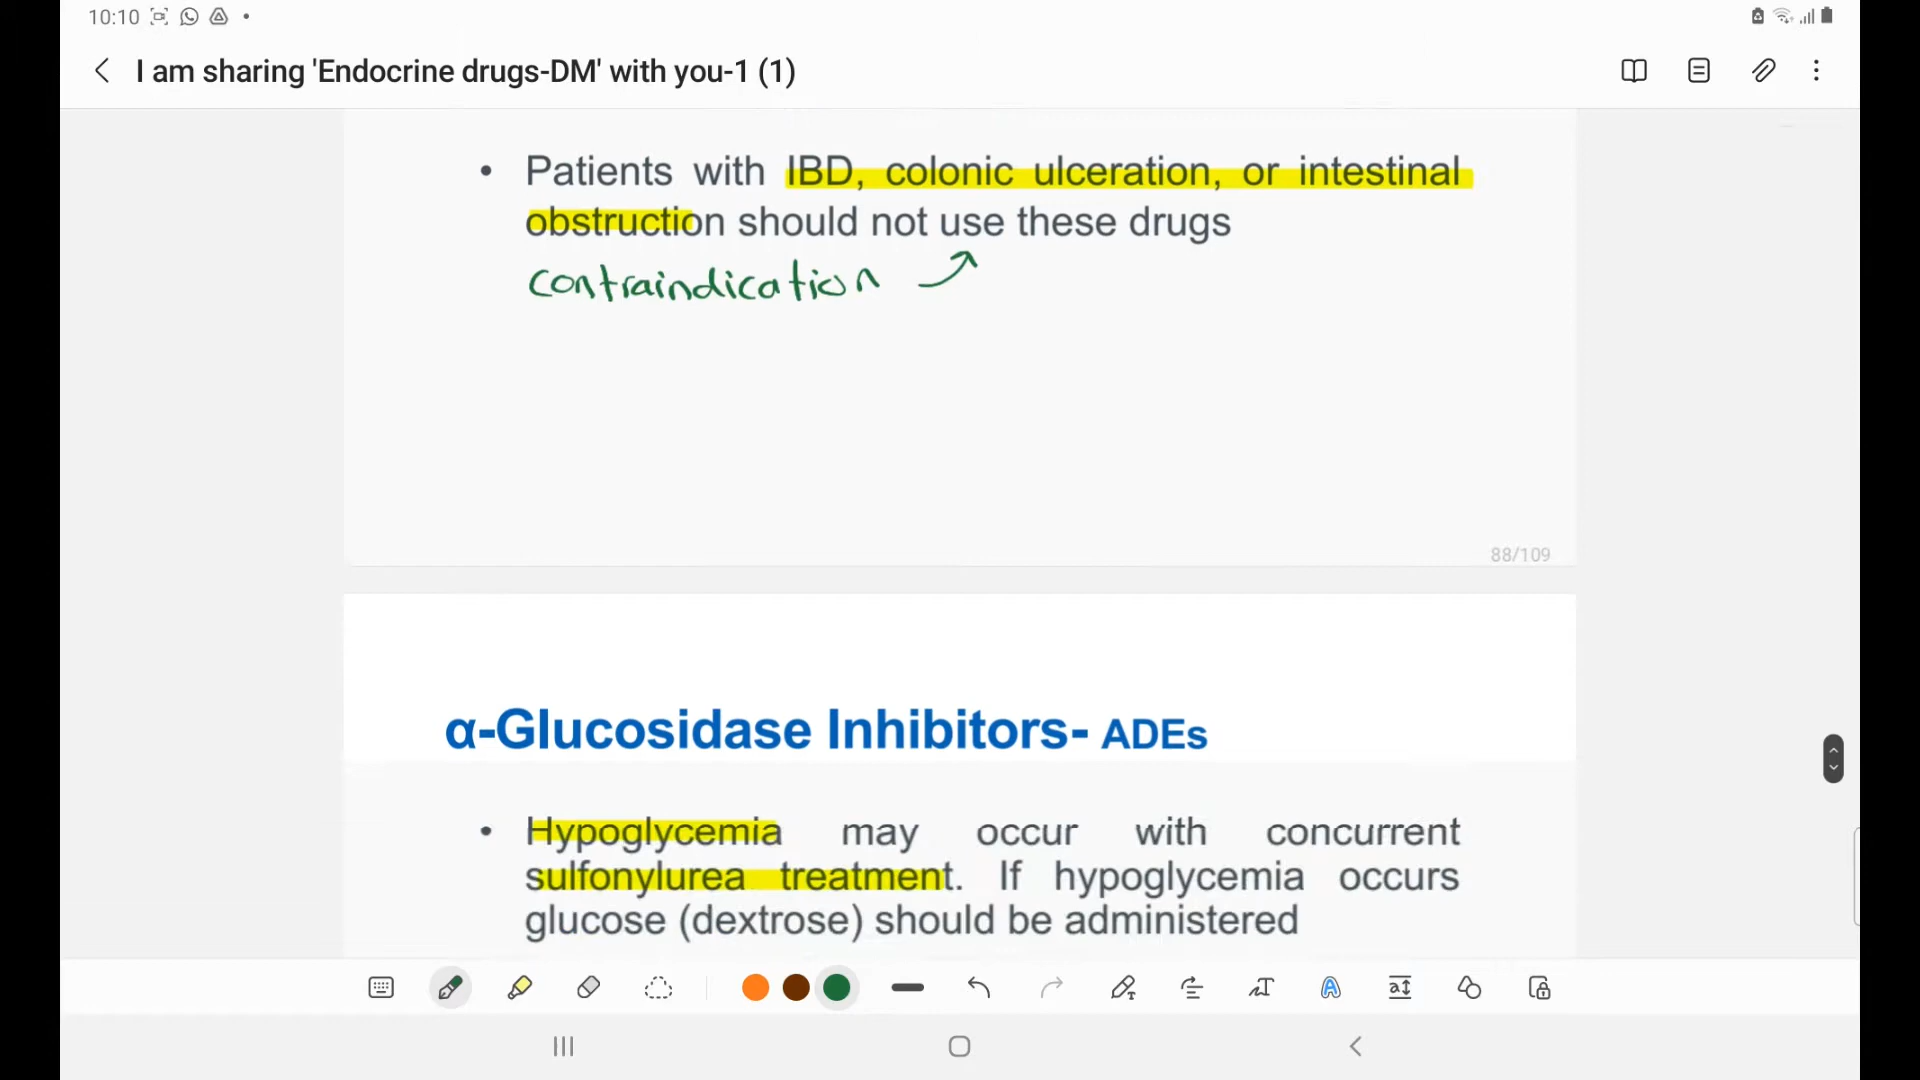 10:10
I am sharing 'Endocrine drugs-DM' with you-1 (1)
• Patients with IBD, colonic ulceration, or intestinal
obstruction should not use these drugs
contraindication
88/109
α-Glucosidase Inhibitors- ADEs
• Hypoglycemia may occur with concurrent
sulfonylurea treatment. If hypoglycemia occurs
glucose (dextrose) should be administered